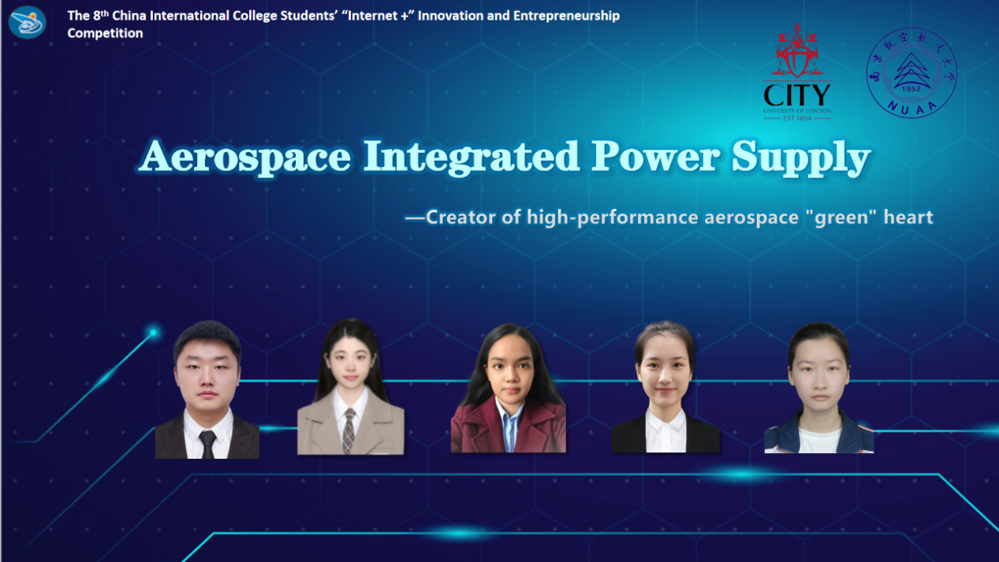 The 8th China International College Students’ “Internet +” Innovation and Entrepreneurship
Competition
CITY
UNIVERSITY OF LONDON
EST 1894
南京航空航天大学
1952
NUAA
Aerospace Integrated Power Supply
—Creator of high-performance aerospace "green" heart